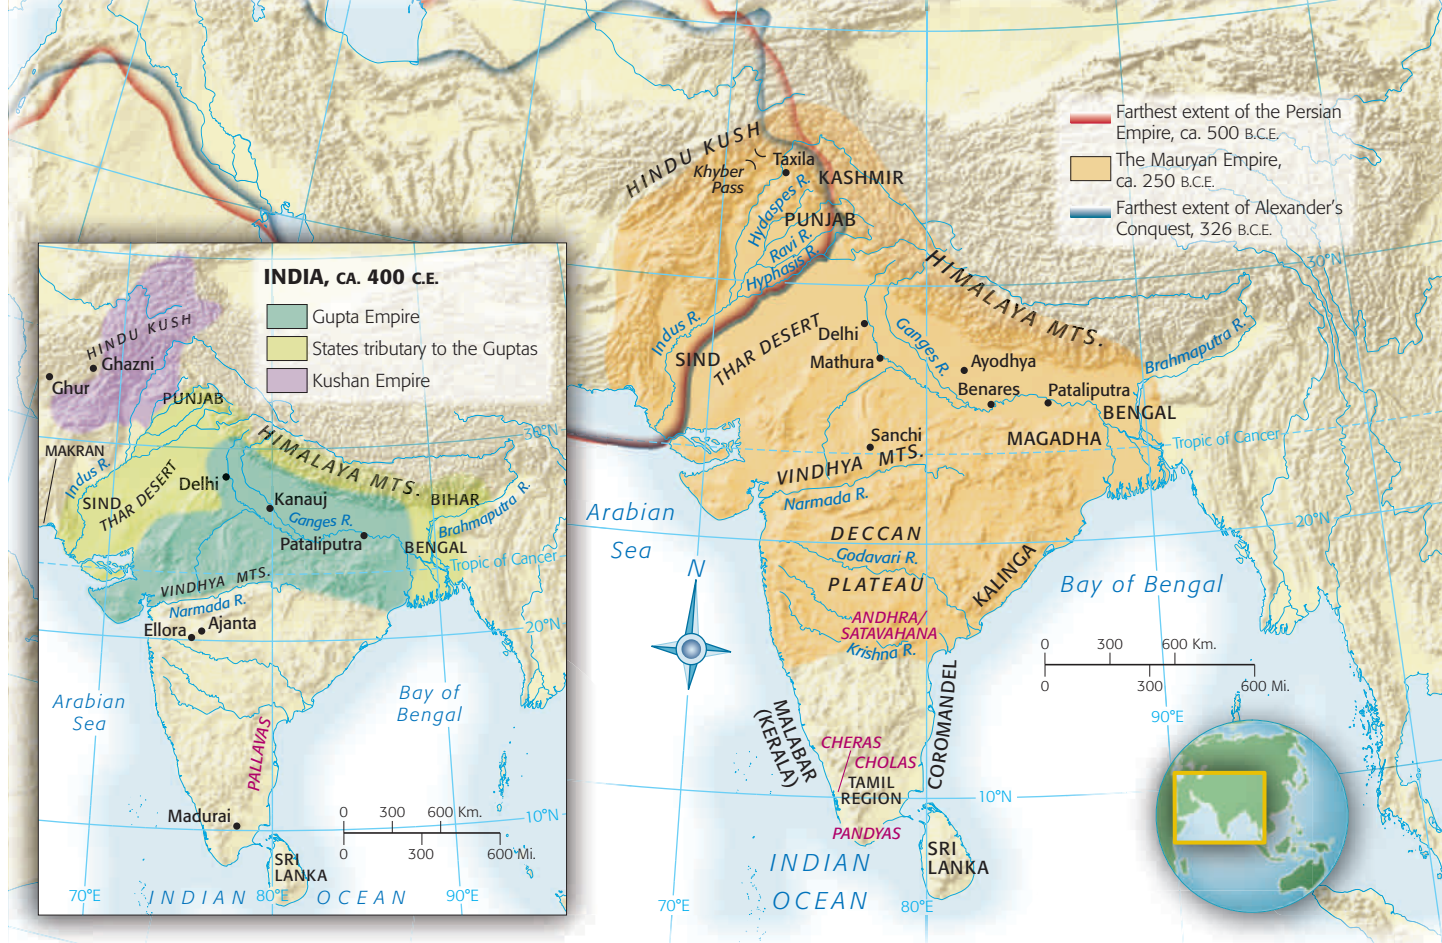 Farthest extent of the Persian
Empire, ca. 500 B.C.E.
The Mauryan Empire,
ca. 250 B.C.E.
Farthest extent of Alexander's
Conquest, 326 B.C.E.
HINDU KUSH
Khyber
Pass
Taxila
KASHMIR
Hydaspes R.
PUNJAB
Ravi R.
Hyphasis R.
Indus R.
SIND
THAR DESERT
Delhi
Mathura
Ganges R.
HIMALAYA MTS.
Ayodhya
Benares
Pataliputra
Brahmaputra R.
BENGAL
MAGADHA
30°N
Tropic of Cancer
Sanchi
VINDHYA MTS.
Narmada R.
Arabian
Sea
DECCAN
Godavari R.
PLATEAU
KALINGA
20°N
Bay of Bengal
ANDHRA/
SATAVAHANA
Krishna R.
N
0 300 600 Km.
0 300 600 Mi.
90°E
MALABAR
(KERALA)
COROMANDEL
CHERAS
CHOLAS
TAMIL
REGION
10°N
PANDYAS
SRI
LANKA
INDIAN
OCEAN
70°E
80°E
INDIA, CA. 400 C.E.
Gupta Empire
States tributary to the Guptas
Kushan Empire
HINDU KUSH
Ghazni
Ghur
PUNJAB
30°N
MAKRAN
Indus R.
SIND
THAR DESERT
Delhi
HIMALAYA MTS.
Kanauj
Ganges R.
Pataliputra
BIHAR
Brahmaputra R.
BENGAL
Tropic of Cancer
VINDHYA MTS.
Narmada R.
Ellora
Ajanta
20°N
Arabian
Sea
Bay of
Bengal
PALLAVAS
Madurai
0 300 600 Km.
0 300 600 Mi.
10°N
SRI
LANKA
70°E
80°E
90°E
INDIAN OCEAN